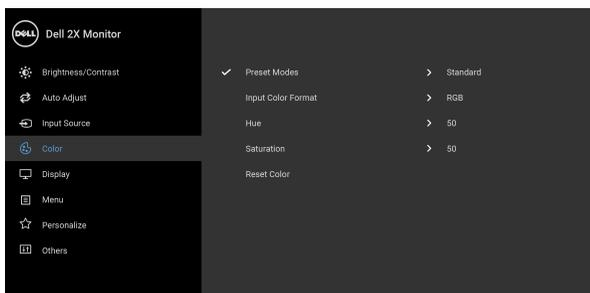 DELL Dell 2X Monitor
Brightness/Contrast
Auto Adjust
Input Source
Color
Display
Menu
Personalize
Others
Preset Modes > Standard
Input Color Format > RGB
Hue > 50
Saturation > 50
Reset Color